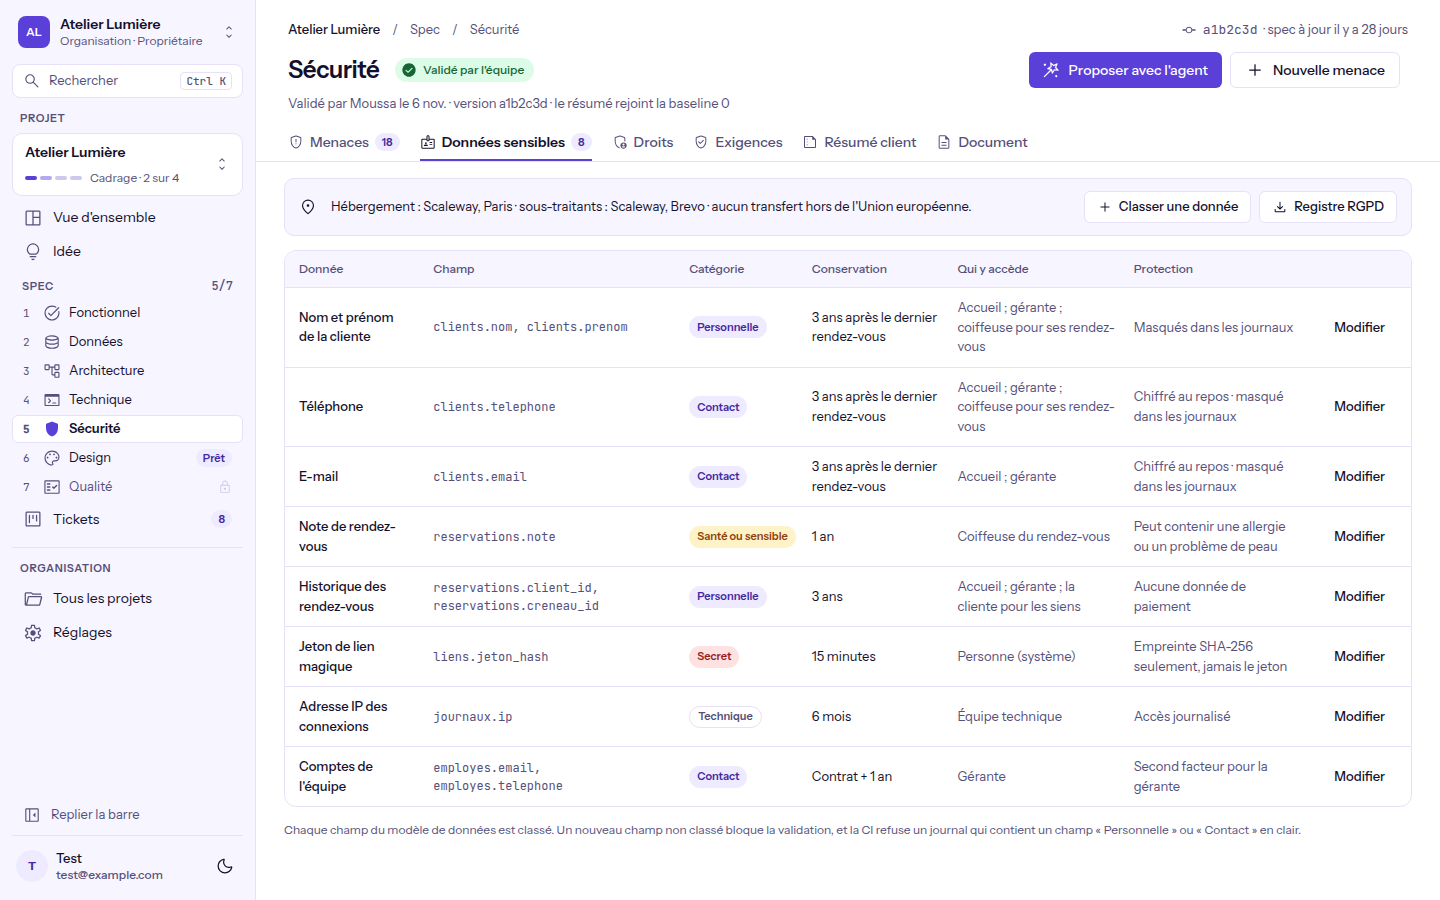 AL
Atelier Lumière
Organisation · Propriétaire
Rechercher
Ctrl K
PROJET
Atelier Lumière
Cadrage · 2 sur 4
Vue d'ensemble
Idée
SPEC 5/7
1 Fonctionnel
2 Données
3 Architecture
4 Technique
5 Sécurité
6 Design Prêt
7 Qualité
Tickets 8
ORGANISATION
Tous les projets
Réglages
Replier la barre
T
Test
test@example.com
Atelier Lumière / Spec / Sécurité
a1b2c3d · spec à jour il y a 28 jours
Sécurité
Validé par l'équipe
Proposer avec l'agent
Nouvelle menace
Validé par Moussa le 6 nov. · version a1b2c3d · le résumé rejoint la baseline 0
Menaces 18 Données sensibles 8 Droits Exigences Résumé client Document
Hébergement : Scaleway, Paris · sous-traitants : Scaleway, Brevo · aucun transfert hors de l'Union européenne.
Classer une donnée
Registre RGPD
Donnée Champ Catégorie Conservation Qui y accède Protection
Nom et prénom
de la cliente
clients.nom, clients.prenom
Personnelle
3 ans après le dernier
rendez-vous
Accueil ; gérante ;
coiffeuse pour ses rendez-
vous
Masqués dans les journaux
Modifier
Téléphone
clients.telephone
Contact
3 ans après le dernier
rendez-vous
Accueil ; gérante ;
coiffeuse pour ses rendez-
vous
Chiffré au repos · masqué
dans les journaux
Modifier
E-mail
clients.email
Contact
3 ans après le dernier
rendez-vous
Accueil ; gérante
Chiffré au repos · masqué
dans les journaux
Modifier
Note de rendez-
vous
reservations.note
Santé ou sensible
1 an
Coiffeuse du rendez-vous
Peut contenir une allergie
ou un problème de peau
Modifier
Historique des
rendez-vous
reservations.client_id,
reservations.creneau_id
Personnelle
3 ans
Accueil ; gérante ; la
cliente pour les siens
Aucune donnée de
paiement
Modifier
Jeton de lien
magique
liens.jeton_hash
Secret
15 minutes
Personne (système)
Empreinte SHA-256
seulement, jamais le jeton
Modifier
Adresse IP des
connexions
journaux.ip
Technique
6 mois
Équipe technique
Accès journalisé
Modifier
Comptes de
l'équipe
employes.email,
employes.telephone
Contact
Contrat + 1 an
Gérante
Second facteur pour la
gérante
Modifier
Chaque champ du modèle de données est classé. Un nouveau champ non classé bloque la validation, et la CI refuse un journal qui contient un champ « Personnelle » ou « Contact » en clair.